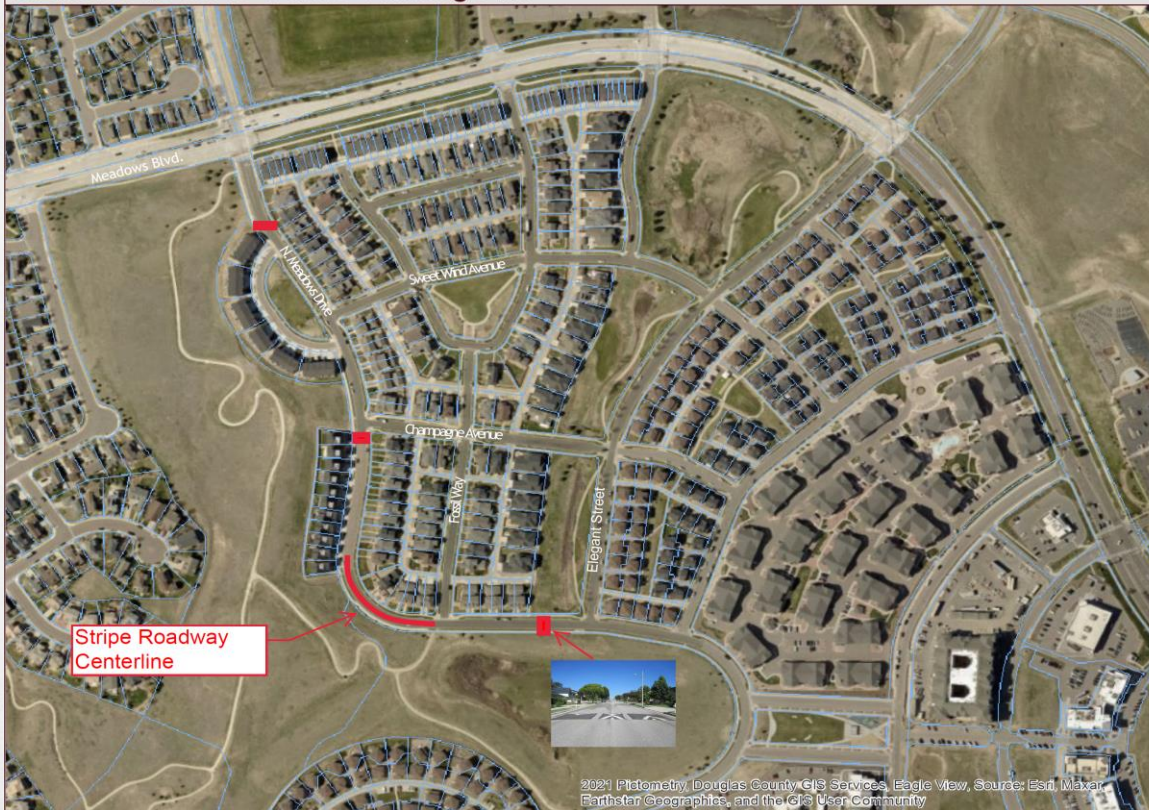 Meadows Blvd.
N. Meadows Drive
Sweet Wind Avenue
Champagne Avenue
Fossil Way
Elegant Street
Stripe Roadway
Centerline
2021 Pictometry, Douglas County GIS Services, Eagle View, Source: Esri, Maxar,
Earthstar Geographics, and the GIS User Community